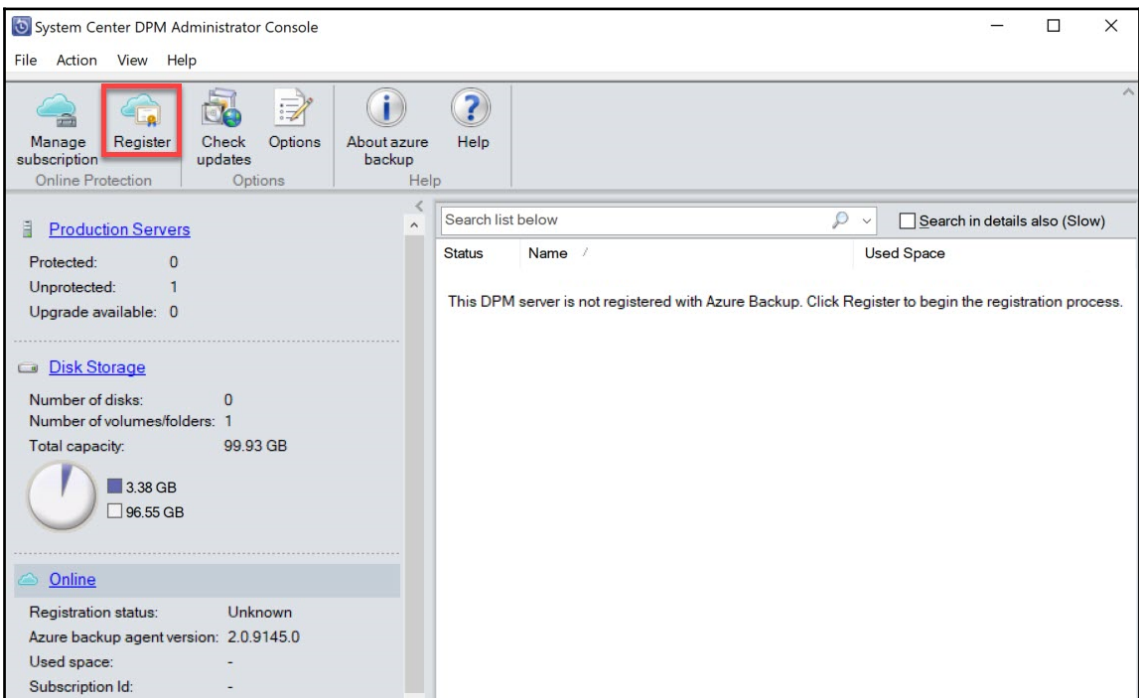 System Center DPM Administrator Console
File Action View Help
Manage subscription
Register
Check updates
Options
About azure backup
Help
Online Protection
Options
Help
Production Servers
Protected: 0
Unprotected: 1
Upgrade available: 0
Disk Storage
Number of disks: 0
Number of volumes/folders: 1
Total capacity: 99.93 GB
3.38 GB
96.55 GB
Online
Registration status: Unknown
Azure backup agent version: 2.0.9145.0
Used space: -
Subscription Id: -
Search list below
Search in details also (Slow)
Status Name / Used Space
This DPM server is not registered with Azure Backup. Click Register to begin the registration process.